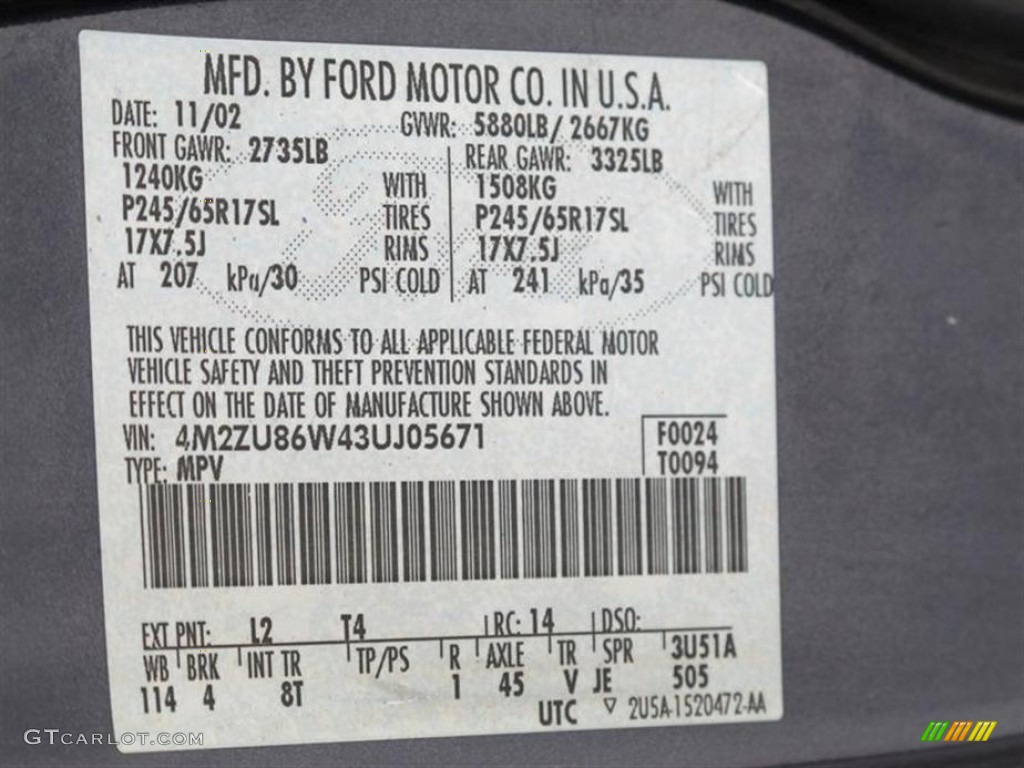 MFD. BY FORD MOTOR CO. IN U.S.A.
DATE: 11/02 GVWR: 5880LB/ 2667KG
FRONT GAWR: 2735LB REAR GAWR: 3325LB
1240KG WITH 1508KG WITH
P245/65R17SL TIRES P245/65R17SL TIRES
17X7.5J RIMS 17X7.5J RIMS
AT 207 kPa/30 PSI COLD AT 241 kPa/35 PSI COLD
THIS VEHICLE CONFORMS TO ALL APPLICABLE FEDERAL MOTOR
VEHICLE SAFETY AND THEFT PREVENTION STANDARDS IN
EFFECT ON THE DATE OF MANUFACTURE SHOWN ABOVE.
VIN: 4M2ZU86W43UJ05671 F0024
TYPE: MPV T0094
EXT PNT: L2 T4 RC: 14 DSO:
WB BRK INT TR TP/PS R AXLE TR SPR 3U51A
114 4 8T 1 45 V JE 505
UTC ▽ 2U5A-1520472-AA
GTCARLOT.COM